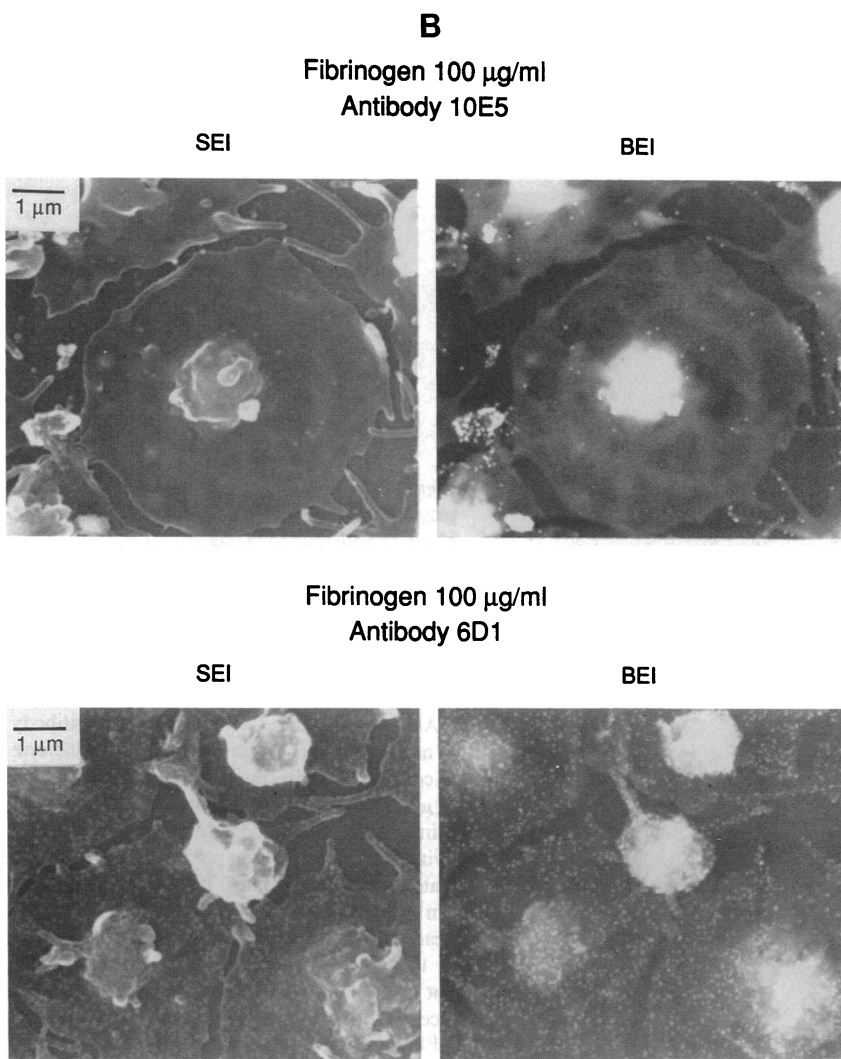 B
Fibrinogen 100 μg/ml
Antibody 10E5
SEI BEI
1 μm
Fibrinogen 100 μg/ml
Antibody 6D1
SEI BEI
1 μm